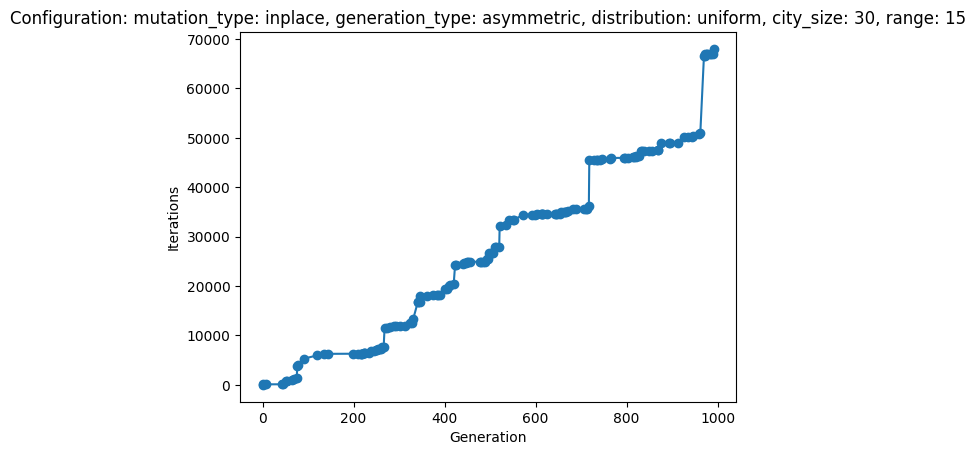 Configuration: mutation_type: inplace, generation_type: asymmetric, distribution: uniform, city_size: 30, range: 15
70000
60000
50000
40000
30000
20000
10000
0
Iterations
0 200 400 600 800 1000
Generation